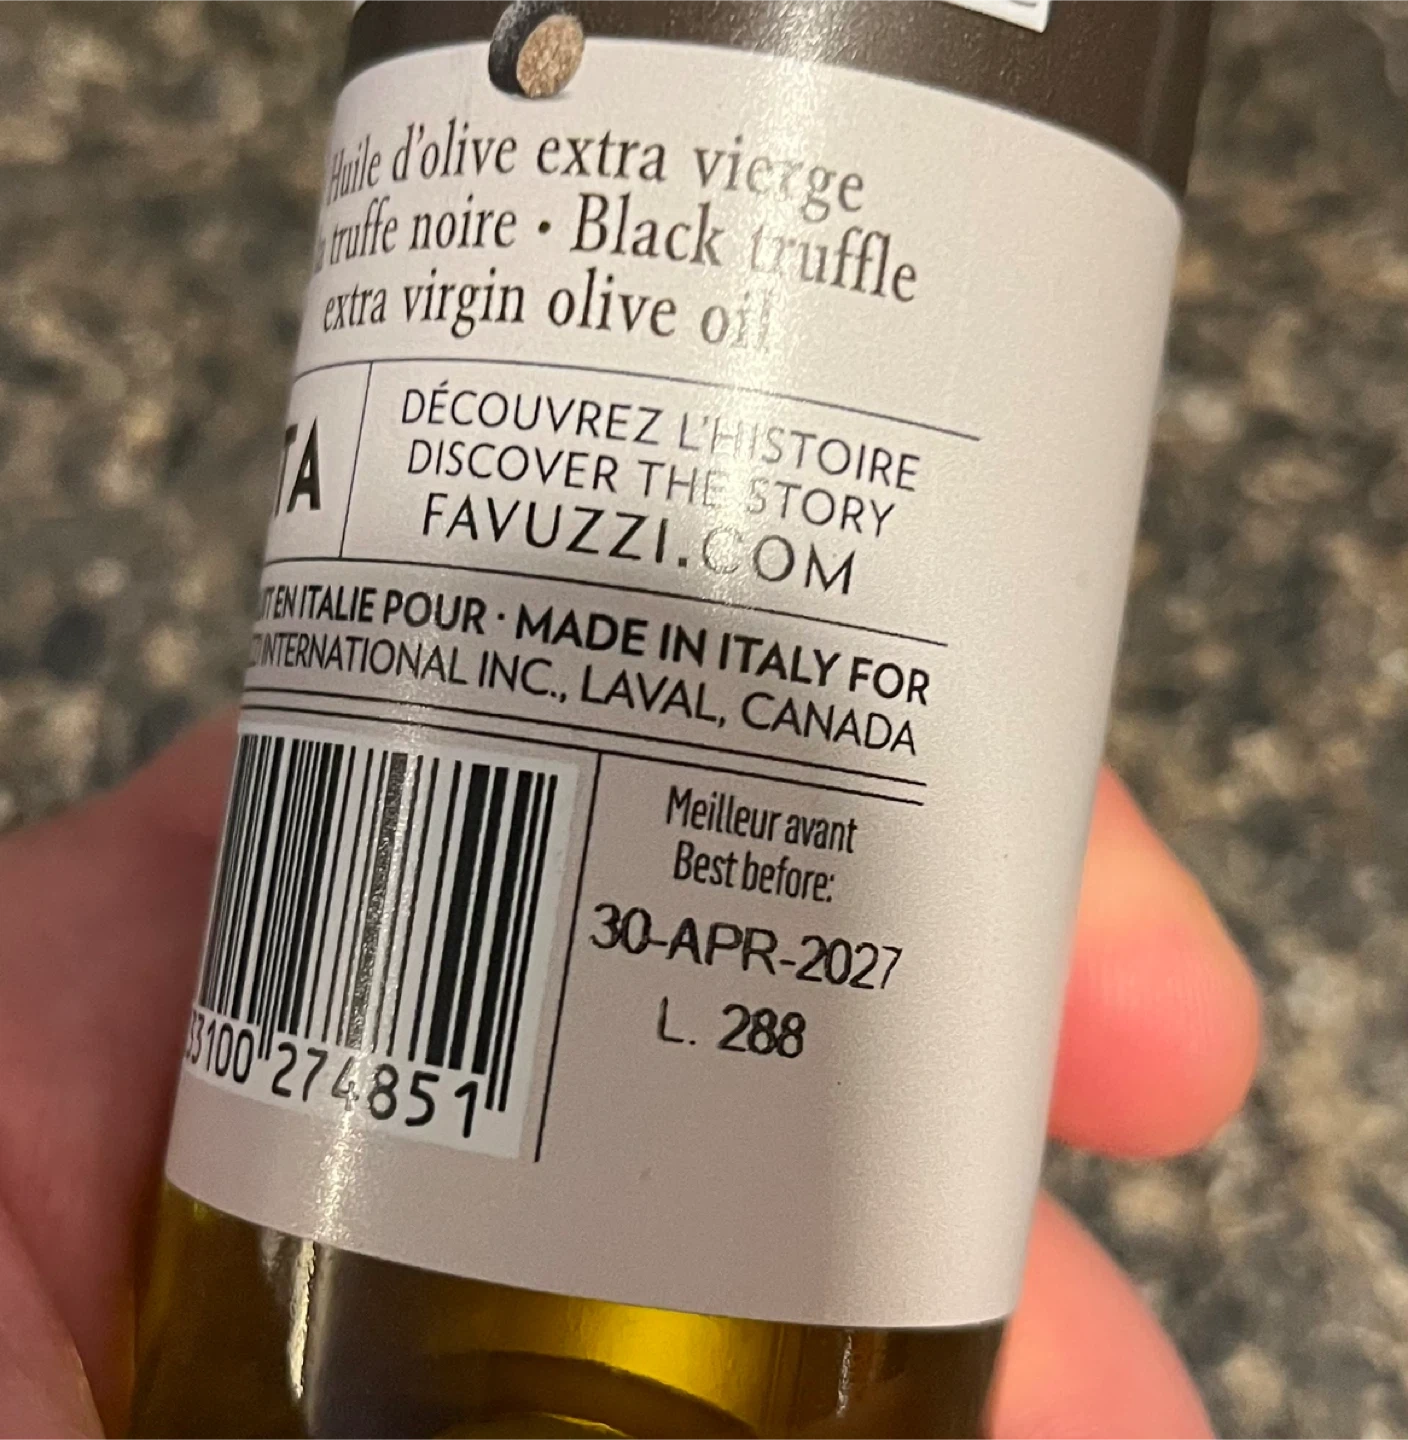 Huile d'olive extra vierge
truffe noire • Black truffle
extra virgin olive oil
TA
DÉCOUVREZ L'HISTOIRE
DISCOVER THE STORY
FAVUZZI.COM
EN ITALIE POUR • MADE IN ITALY FOR
INTERNATIONAL INC., LAVAL, CANADA
Meilleur avant
Best before:
30-APR-2027
L. 288
33100 274851